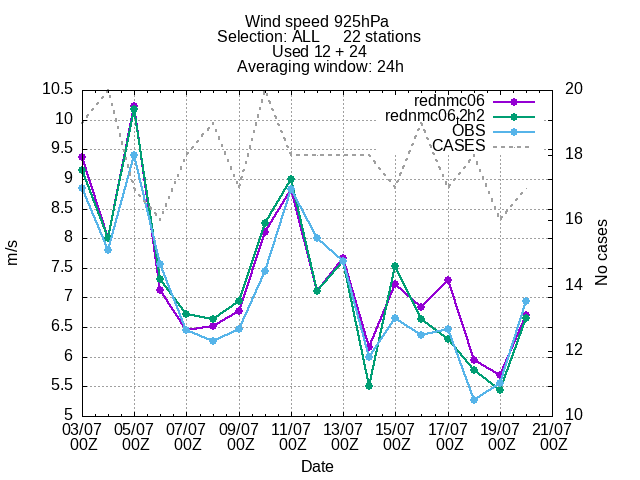 Wind speed 925hPa
Selection: ALL 22 stations
Used 12 + 24
Averaging window: 24h
rednmc06
rednmc06_2h2
OBS
CASES
10.5
10
9.5
9
8.5
8
7.5
7
6.5
6
5.5
5
m/s
20
18
16
14
12
10
No cases
03/07 05/07 07/07 09/07 11/07 13/07 15/07 17/07 19/07 21/07
00Z 00Z 00Z 00Z 00Z 00Z 00Z 00Z 00Z 00Z
Date